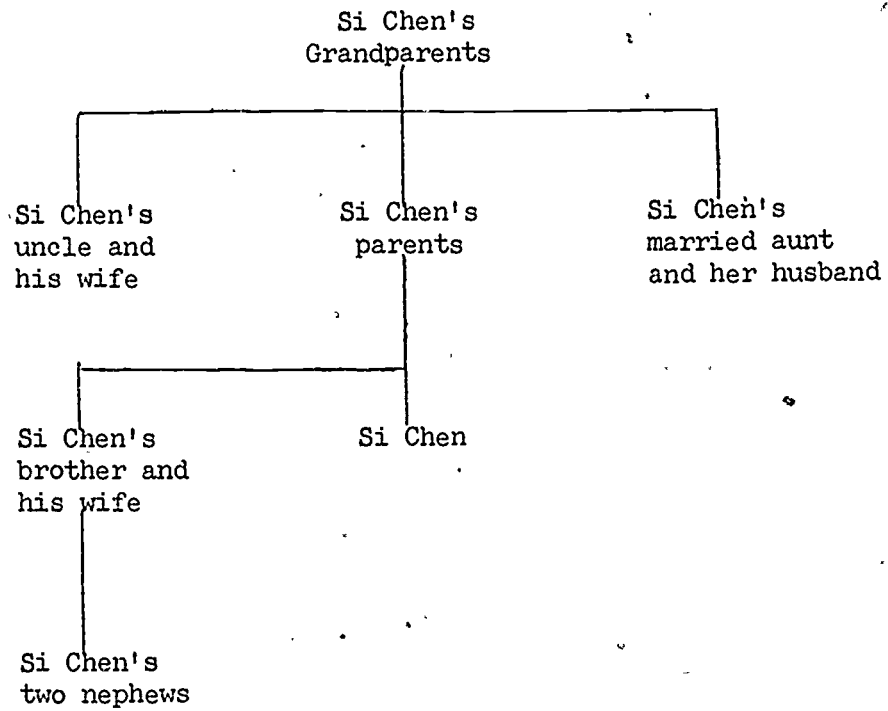 Si Chen's
Grandparents
Si Chen's
uncle and
his wife
Si Chen's
parents
Si Chen's
married aunt
and her husband
Si Chen's
brother and
his wife
Si Chen
Si Chen's
two nephews